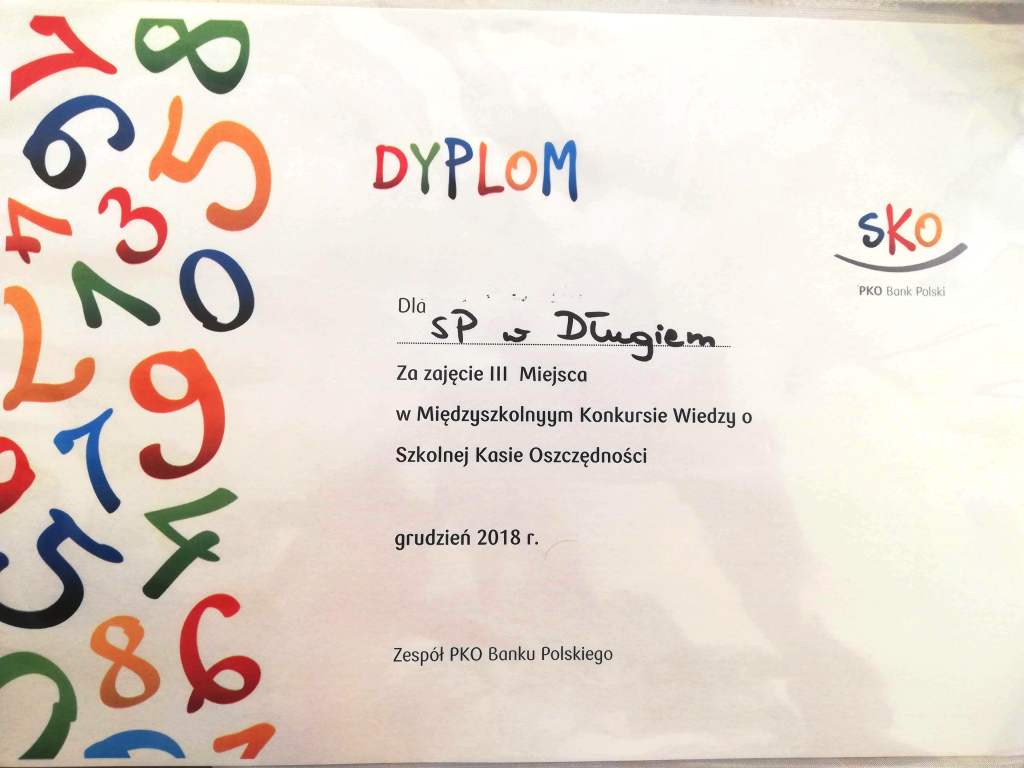 DYPLOM
SKO
PKO Bank Polski
Dla SP w Długiem
Za zajęcie III Miejsca
w Międzyszkolnyym Konkursie Wiedzy o
Szkolnej Kasie Oszczędności
grudzień 2018 r.
Zespół PKO Banku Polskiego